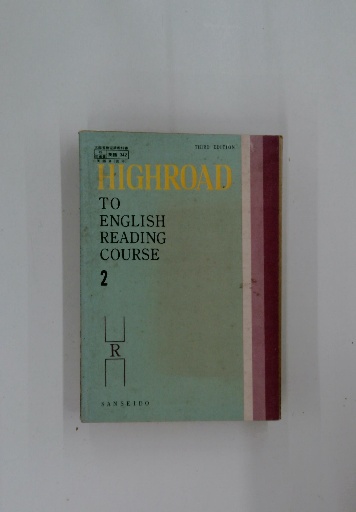 THIRD EDITION
HIGHROAD
TO
ENGLISH
READING
COURSE
2
R
SANSEIDO